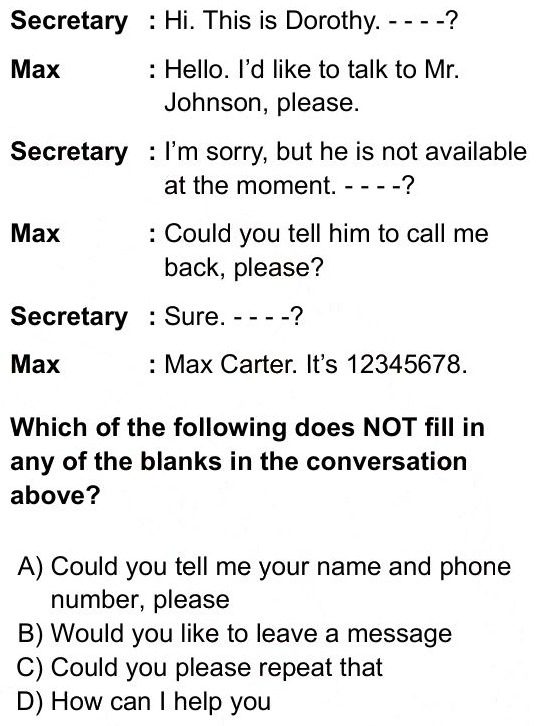 Secretary : Hi. This is Dorothy. - - - -?
Max : Hello. I'd like to talk to Mr.
Johnson, please.
Secretary : I'm sorry, but he is not available
at the moment. - - - -?
Max : Could you tell him to call me
back, please?
Secretary : Sure. - - - -?
Max : Max Carter. It's 12345678.
Which of the following does NOT fill in
any of the blanks in the conversation
above?
A) Could you tell me your name and phone
number, please
B) Would you like to leave a message
C) Could you please repeat that
D) How can I help you